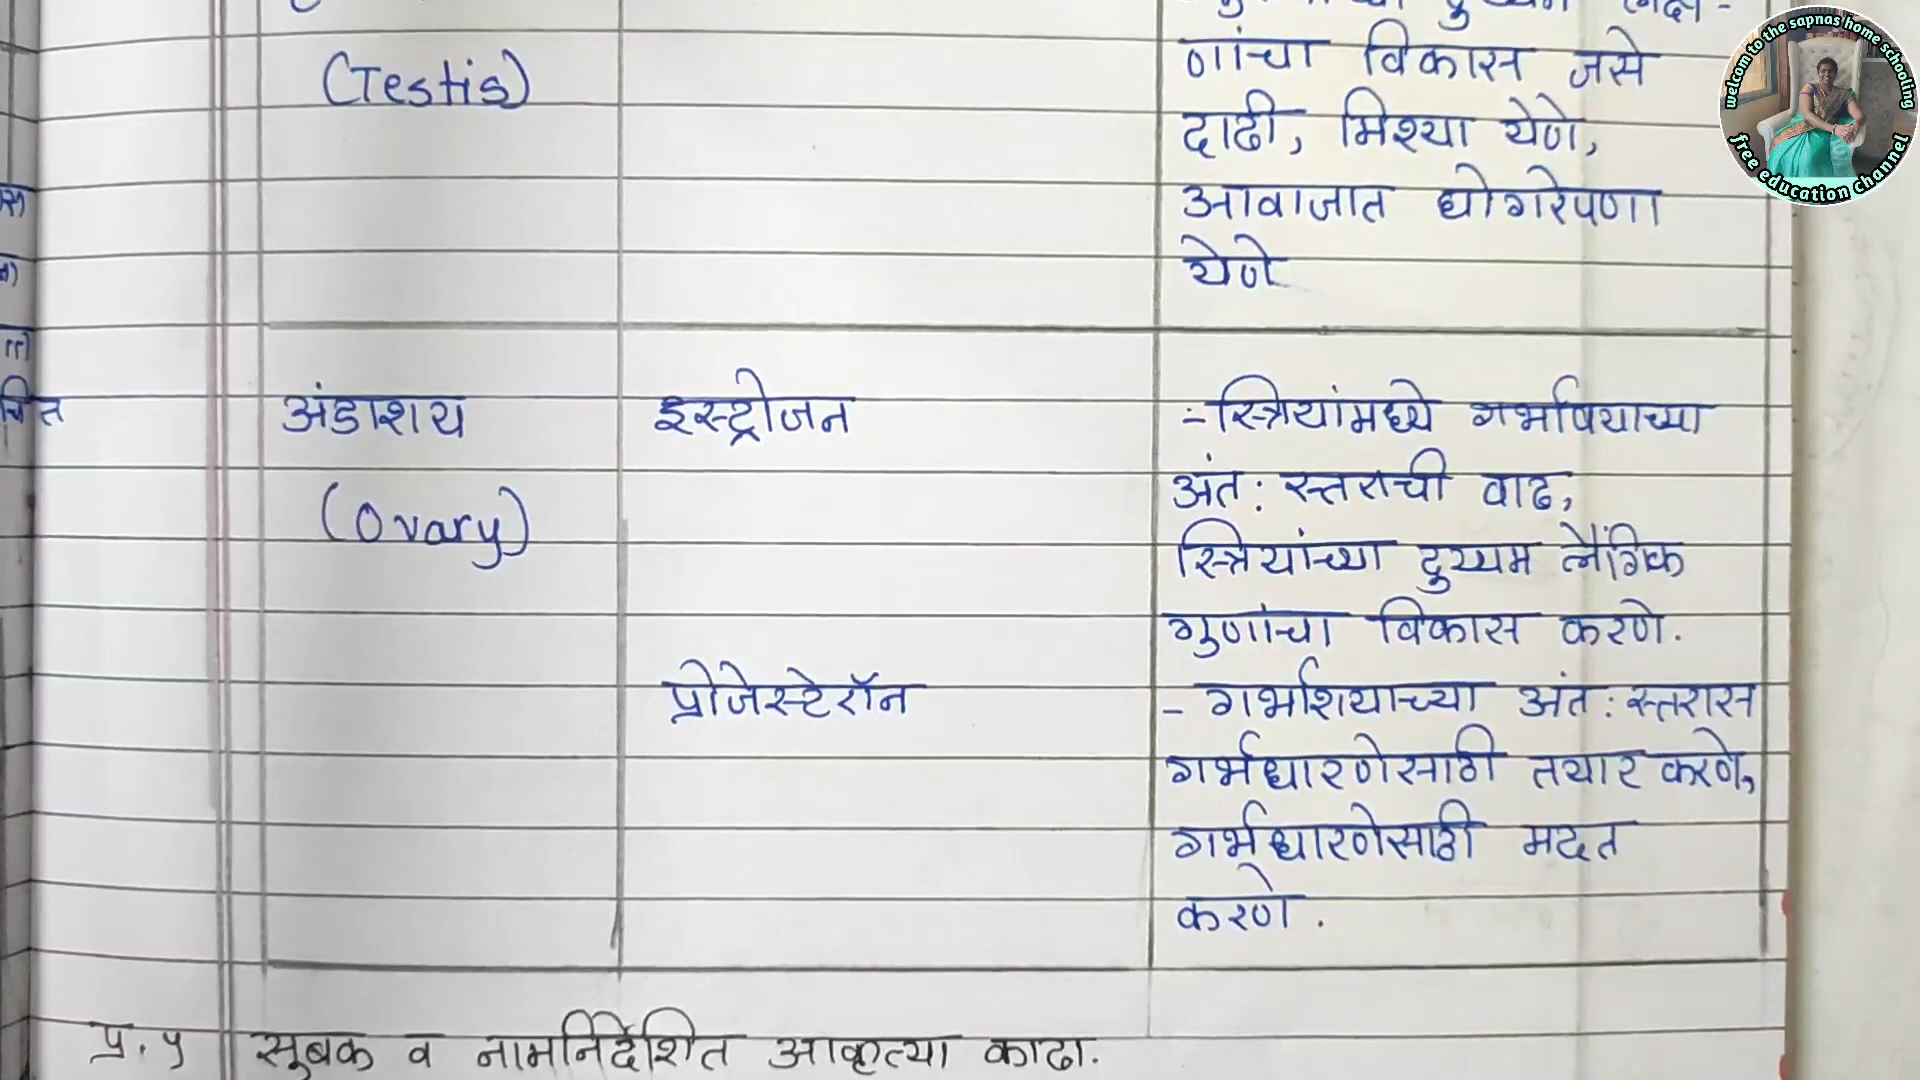 (Testis)
णांचा विकास जसे
दाढी, मिश्या येणे,
आवाजात घोगरेपणा
येणे
अंडाशय इस्ट्रोजन -स्त्रियांमध्ये गर्भाषयाच्या
(Ovary) अंत: स्तराची वाढ,
स्त्रियांच्या दुय्यम लैंगिक
गुणांचा विकास करणे.
प्रोजेस्टेरॉन - गर्भाशयाच्या अंत: स्तरास
गर्भधारणेसाठी तयार करणे,
गर्भधारणेसाठी मदत
करणे.
प्र. ५ सुबक व नामनिर्देशित आकृत्या काढा.
welcom to the sapnas home schooling
free education channel